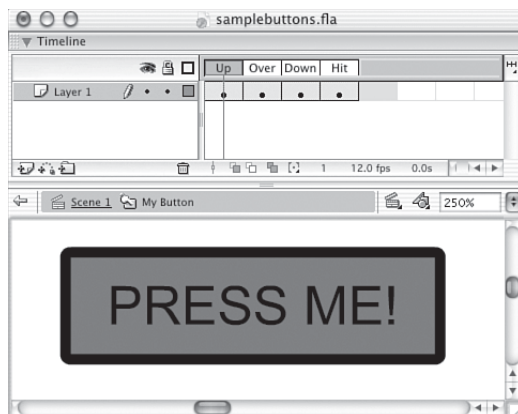 samplebuttons.fla
Timeline
Up Over Down Hit
Layer 1
1 12.0 fps 0.0s
Scene 1 My Button 250%
PRESS ME!